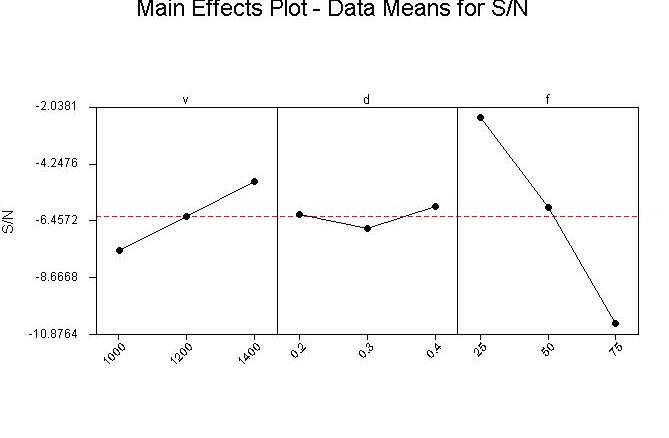 Main Effects Plot - Data Means for S/N
v d f
-2.0381
-4.2476
-6.4572
-8.6668
-10.8764
S/N
1000 1200 1400 0.2 0.3 0.4 25 50 75